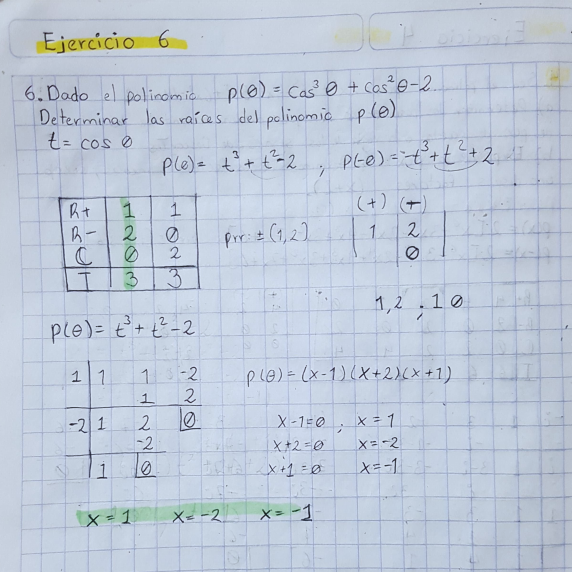 Ejercicio 6
6. Dado el polinomio P(θ) = Cos³ θ + cos² θ - 2
Determinar las raíces del polinomio P(θ)
t = cos θ
P(θ) = t³ + t² - 2 ; P(-θ) = -t³ + t² + 2
R+ 1 1
R- 2 0
C 0 2
T 3 3
prr: ± (1,2)
(+) (-)
1 2
0
1,2 ; 1 0
P(θ) = t³ + t² - 2
1 1 1 -2
1 2
-2 1 2 0
-2
1 0
P(θ) = (x-1)(x+2)(x+1)
x-1=0 ; x=1
x+2=0 x=-2
x+1=0 x=-1
x=1 x=-2 x=-1